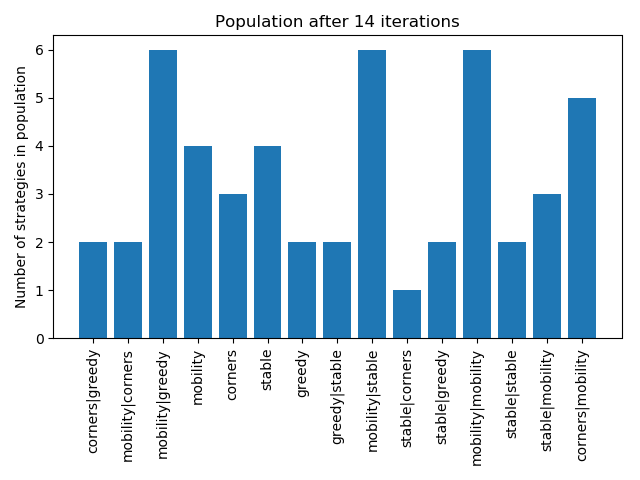 Population after 14 iterations
Number of strategies in population
6
5
4
3
2
1
0
corners|greedy
mobility|corners
mobility|greedy
mobility
corners
stable
greedy
greedy|stable
mobility|stable
stable|corners
stable|greedy
mobility|mobility
stable|stable
stable|mobility
corners|mobility